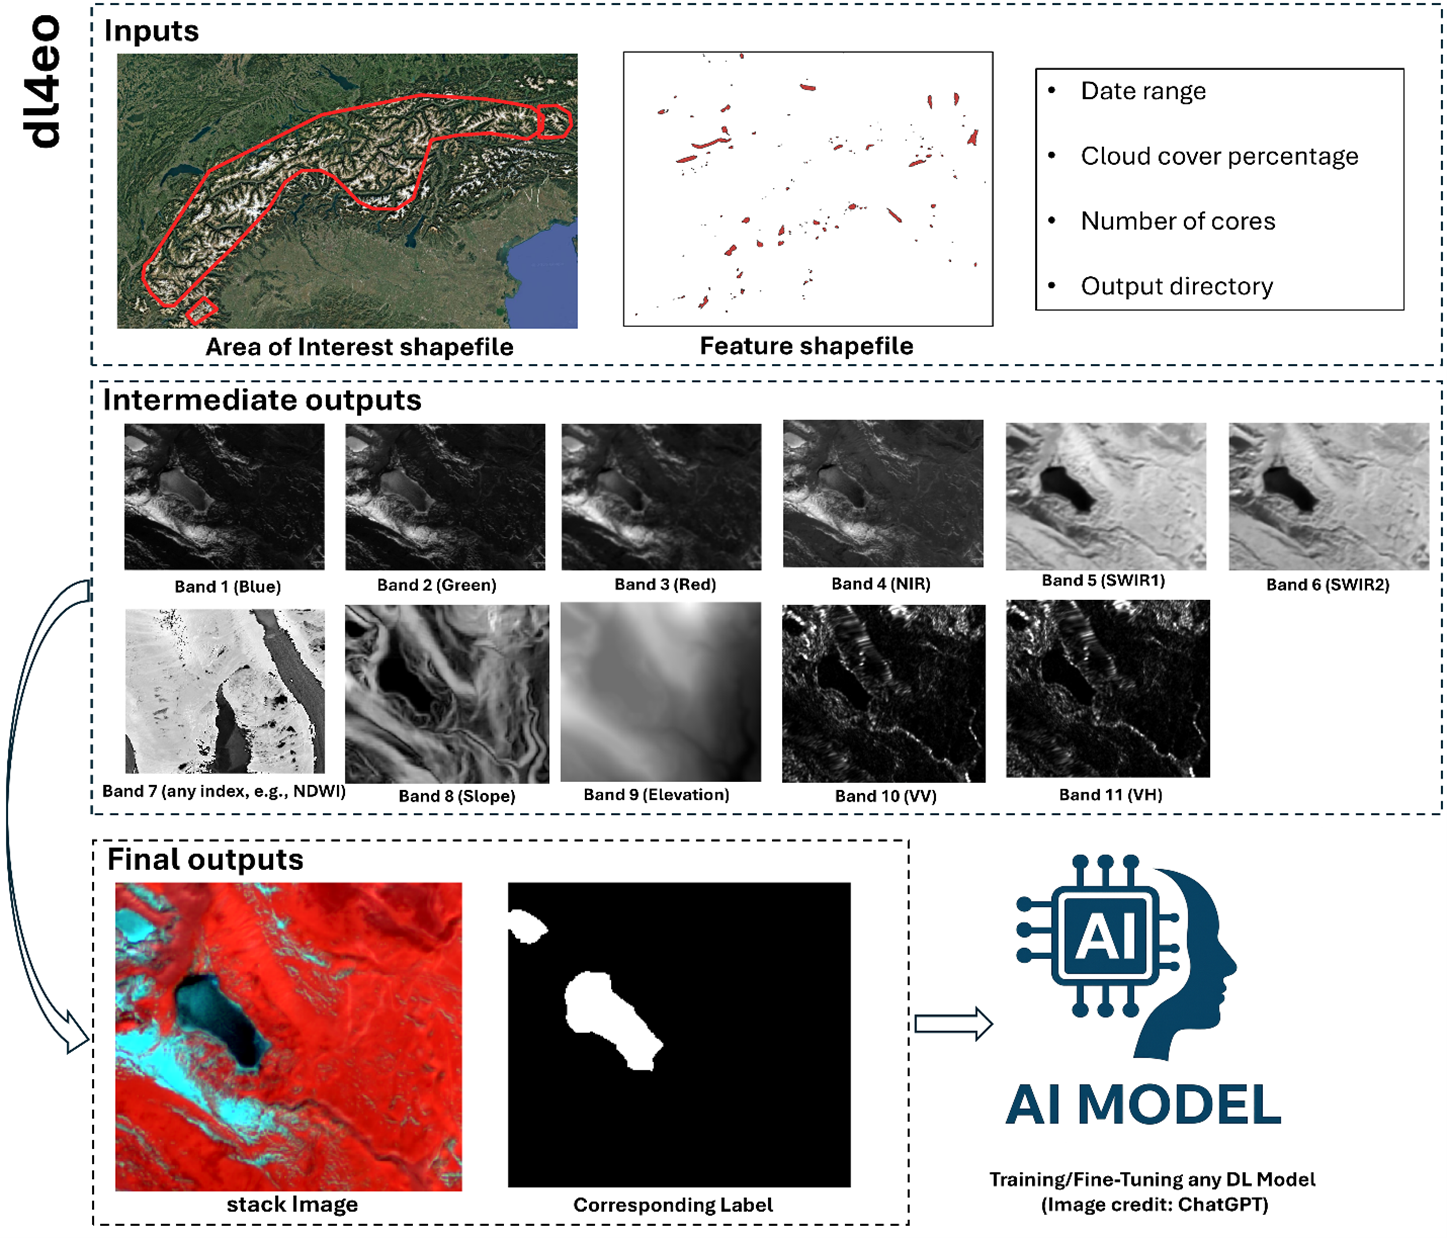 dl4eo
Inputs
Area of Interest shapefile
Feature shapefile
• Date range
• Cloud cover percentage
• Number of cores
• Output directory
Intermediate outputs
Band 1 (Blue)
Band 2 (Green)
Band 3 (Red)
Band 4 (NIR)
Band 5 (SWIR1)
Band 6 (SWIR2)
Band 7 (any index, e.g., NDWI)
Band 8 (Slope)
Band 9 (Elevation)
Band 10 (VV)
Band 11 (VH)
Final outputs
stack Image
Corresponding Label
AI
AI MODEL
Training/Fine-Tuning any DL Model
(Image credit: ChatGPT)